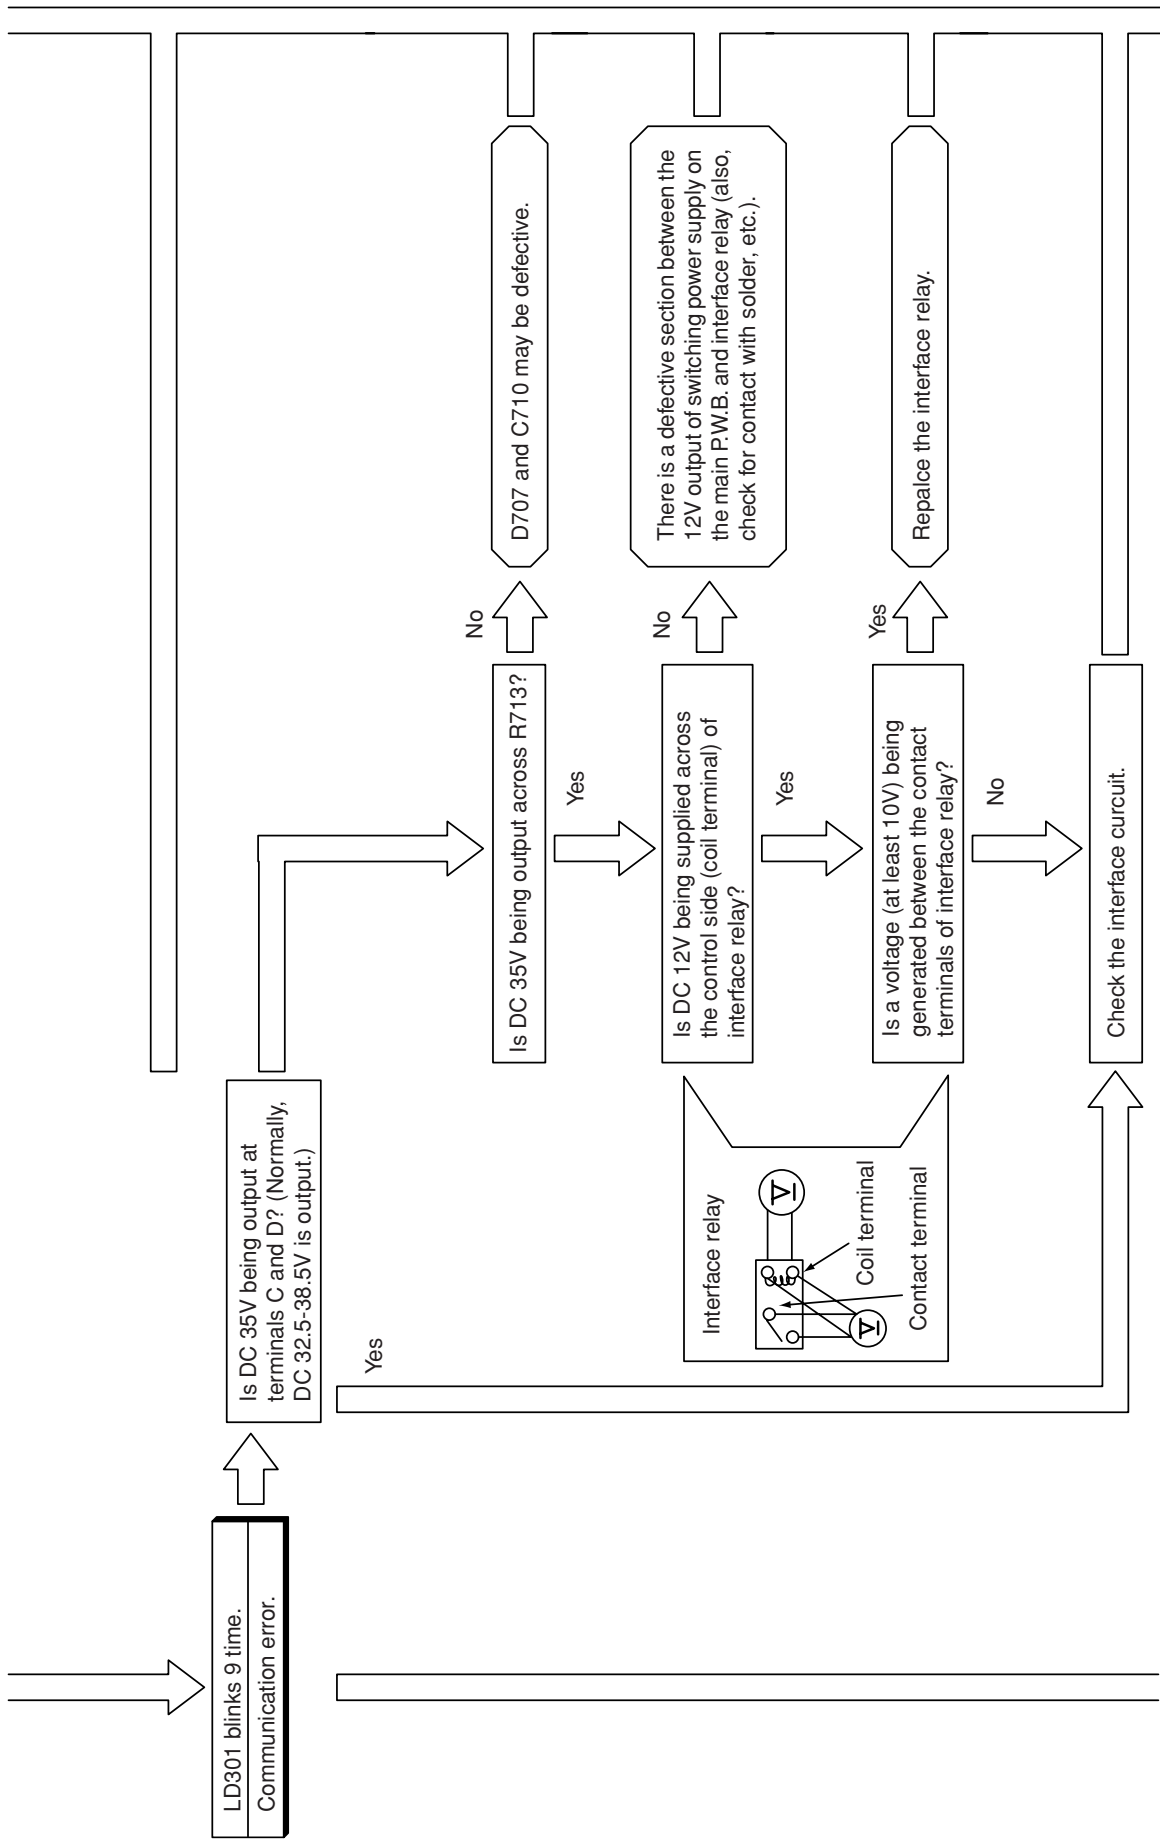 LD301 blinks 9 time.
Communication error.
Is DC 35V being output at
terminals C and D? (Normally,
DC 32.5-38.5V is output.)
Yes
Is DC 35V being output across R713?
No
D707 and C710 may be defective.
Yes
Is DC 12V being supplied across
the control side (coil terminal) of
interface relay?
No
There is a defective section between the
12V output of switching power supply on
the main P.W.B. and interface relay (also,
check for contact with solder, etc.).
Yes
Is a voltage (at least 10V) being
generated between the contact
terminals of interface relay?
Yes
Repalce the interface relay.
No
Check the interface curcuit.
Interface relay
V
V
Coil terminal
Contact terminal